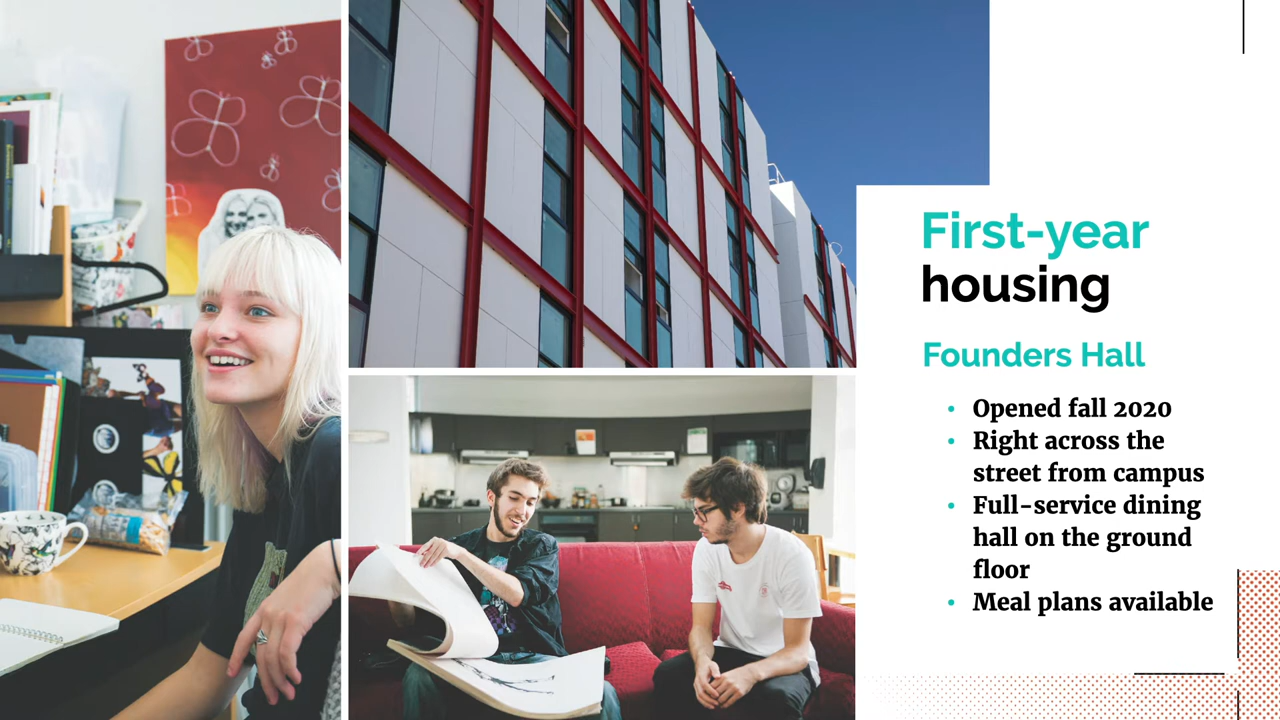 First-year
housing
Founders Hall
• Opened fall 2020
• Right across the
street from campus
• Full-service dining
hall on the ground
floor
• Meal plans available